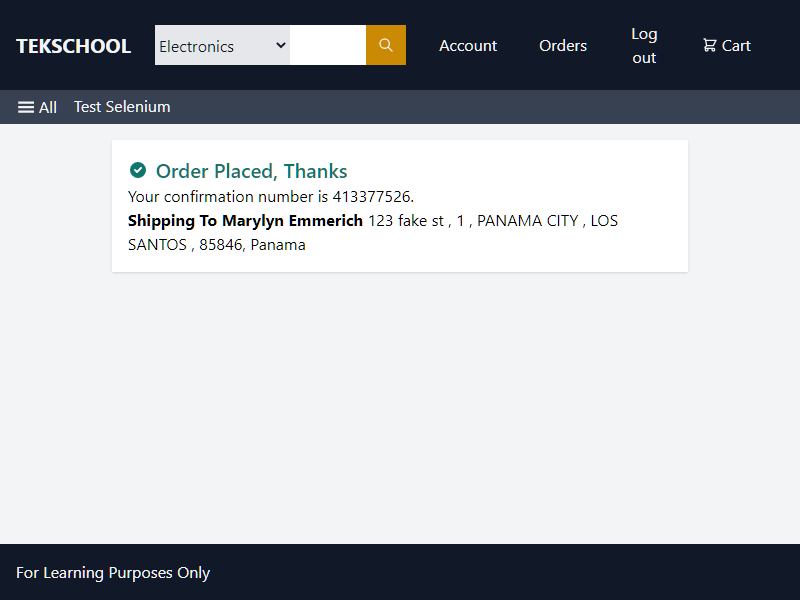 TEKSCHOOL
Electronics
Account
Orders
Log
out
Cart
All
Test Selenium
Order Placed, Thanks
Your confirmation number is 413377526.
Shipping To Marylyn Emmerich 123 fake st , 1 , PANAMA CITY , LOS
SANTOS , 85846, Panama
For Learning Purposes Only